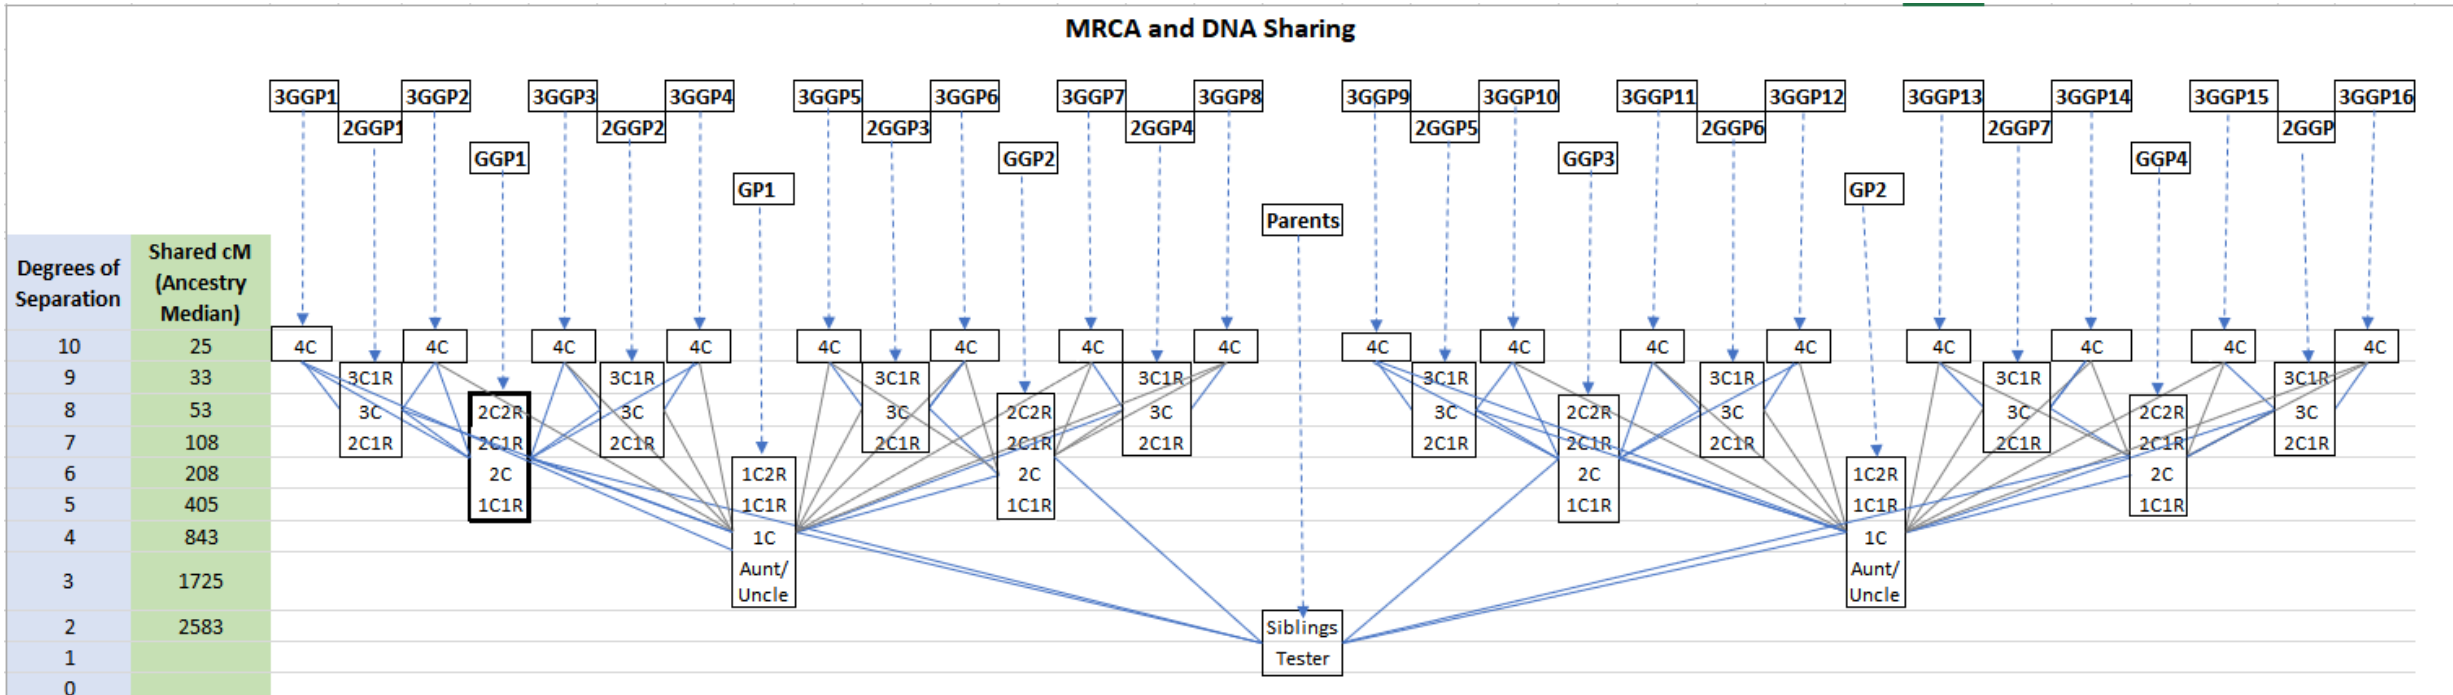 MRCA and DNA Sharing
3GGP1 3GGP2 3GGP3 3GGP4 3GGP5 3GGP6 3GGP7 3GGP8 3GGP9 3GGP10 3GGP11 3GGP12 3GGP13 3GGP14 3GGP15 3GGP16
2GGP1 2GGP2 2GGP3 2GGP4 2GGP5 2GGP6 2GGP7 2GGP
GGP1 GGP2 GGP3 GGP4
GP1 GP2
Parents
Degrees of
Separation
Shared cM
(Ancestry
Median)
10 25 4C 4C 4C 4C 4C 4C 4C 4C 4C 4C 4C 4C 4C 4C 4C 4C
9 33 3C1R 3C1R 3C1R 3C1R 3C1R 3C1R 3C1R 3C1R
8 53 3C 2C2R 3C 3C 2C2R 3C 3C 2C2R 3C 3C 2C2R 3C
7 108 2C1R 2C1R 2C1R 2C1R 2C1R 2C1R 2C1R 2C1R 2C1R 2C1R 2C1R 2C1R
6 208 2C 1C2R 2C 2C 1C2R 2C
5 405 1C1R 1C1R 1C1R 1C1R 1C1R 1C1R
4 843 1C 1C
3 1725 Aunt/ Aunt/
Uncle Uncle
2 2583 Siblings
1 Tester
0